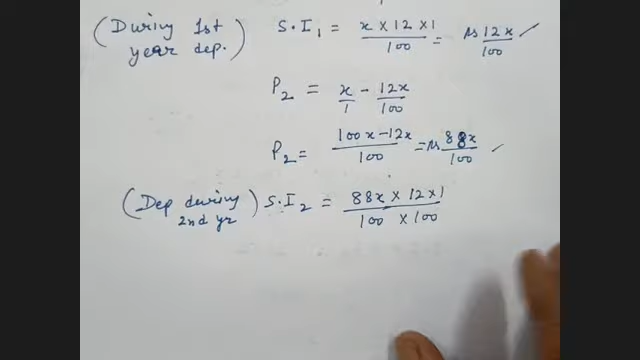 (During 1st year dep.) S.I₁ = x × 12 × 1 / 100 = Rs 12x / 100 ✓
P₂ = x / 1 − 12x / 100
P₂ = 100x − 12x / 100 = Rs 88x / 100 ✓
(Dep during 2nd yr) S.I₂ = 88x × 12 × 1 / 100 × 100